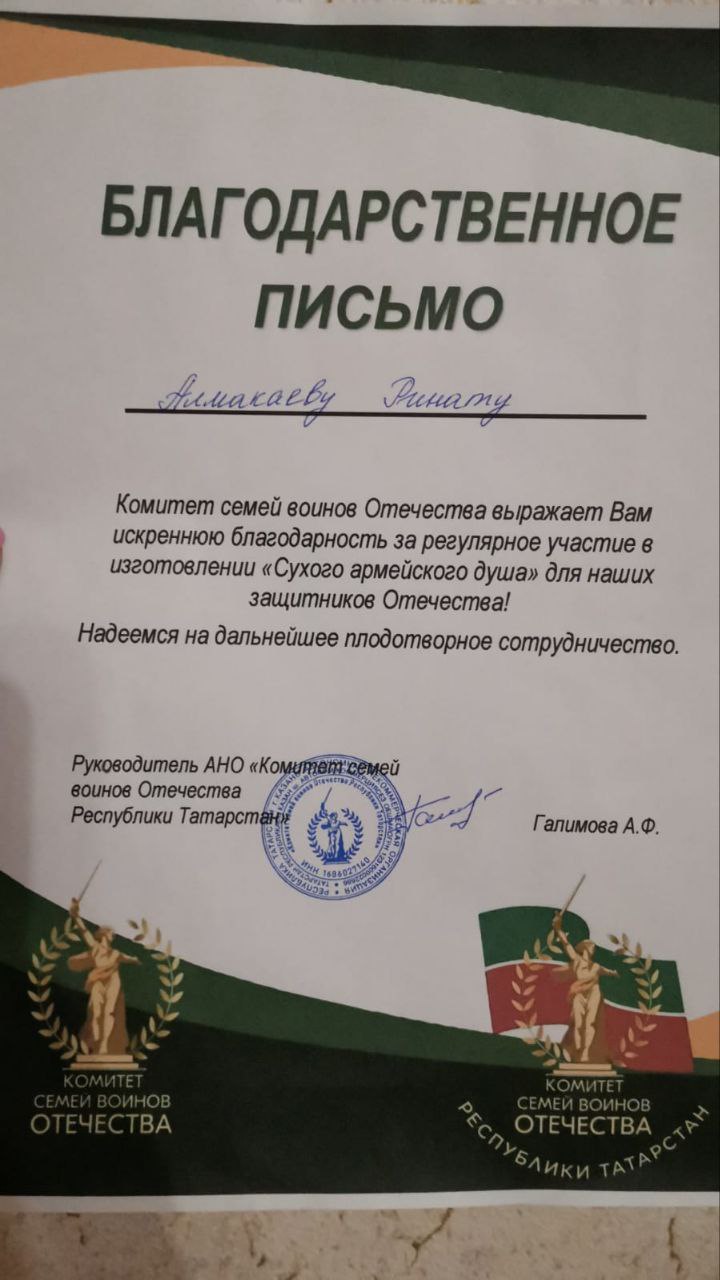 БЛАГОДАРСТВЕННОЕ
ПИСЬМО
Алмакаеву Ринату
Комитет семей воинов Отечества выражает Вам
искреннюю благодарность за регулярное участие в
изготовлении «Сухого армейского душа» для наших
защитников Отечества!
Надеемся на дальнейшее плодотворное сотрудничество.
Руководитель АНО «Комитет семей
воинов Отечества
Республики Татарстан»
Галимова А.Ф.
ИНН 1686027140
КОМИТЕТ
СЕМЕЙ ВОИНОВ
ОТЕЧЕСТВА
КОМИТЕТ
СЕМЕЙ ВОИНОВ
ОТЕЧЕСТВА
РЕСПУБЛИКИ ТАТАРСТАН